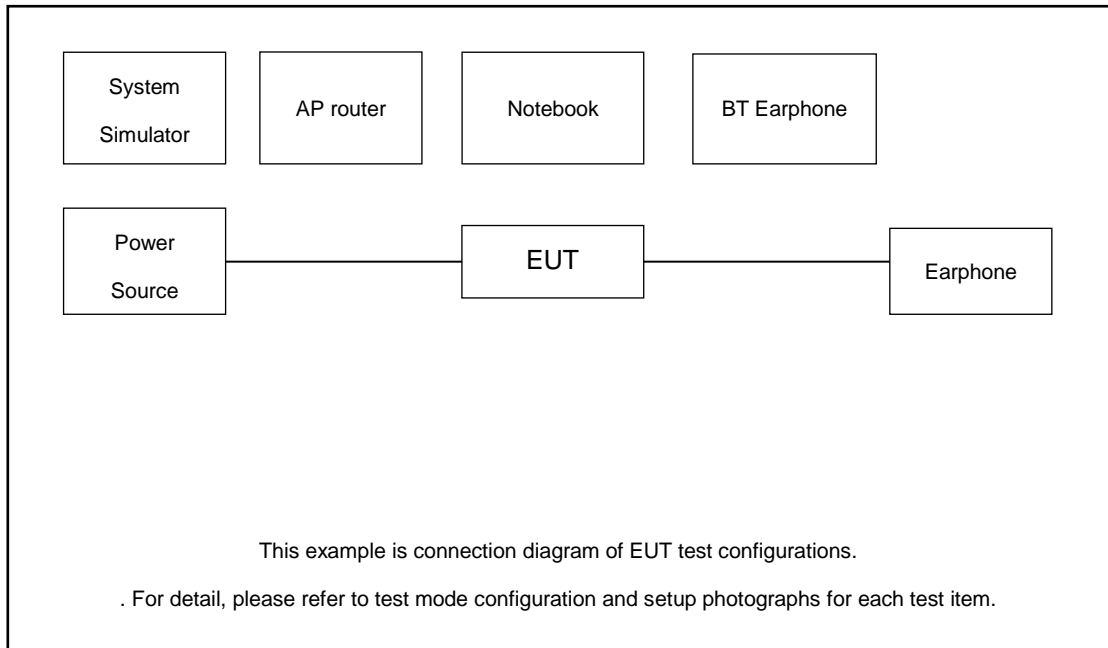 System
Simulator
AP router
Notebook
BT Earphone
Power
Source
EUT
Earphone
This example is connection diagram of EUT test configurations.
. For detail, please refer to test mode configuration and setup photographs for each test item.